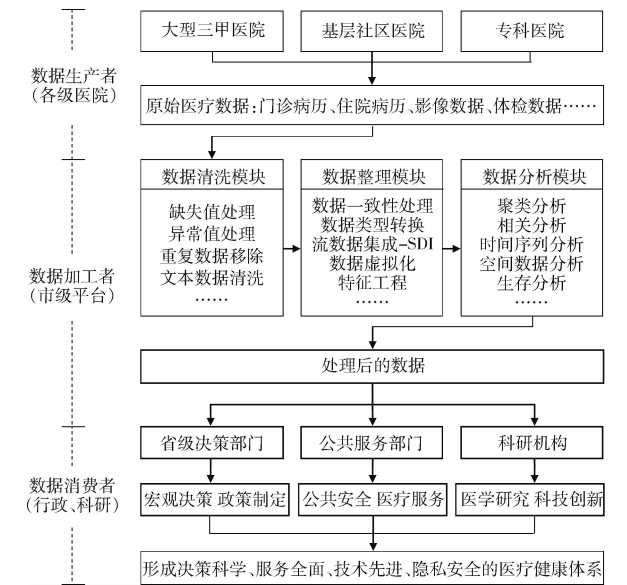 大型三甲医院
基层社区医院
专科医院
数据生产者
(各级医院)
原始医疗数据:门诊病历、住院病历、影像数据、体检数据……
数据清洗模块
缺失值处理
异常值处理
重复数据移除
文本数据清洗
……
数据整理模块
数据一致性处理
数据类型转换
流数据集成-SDI
数据虚拟化
特征工程
……
数据分析模块
聚类分析
相关分析
时间序列分析
空间数据分析
生存分析
……
数据加工者
(市级平台)
处理后的数据
省级决策部门
公共服务部门
科研机构
数据消费者
(行政、科研)
宏观决策 政策制定
公共安全 医疗服务
医学研究 科技创新
形成决策科学、服务全面、技术先进、隐私安全的医疗健康体系